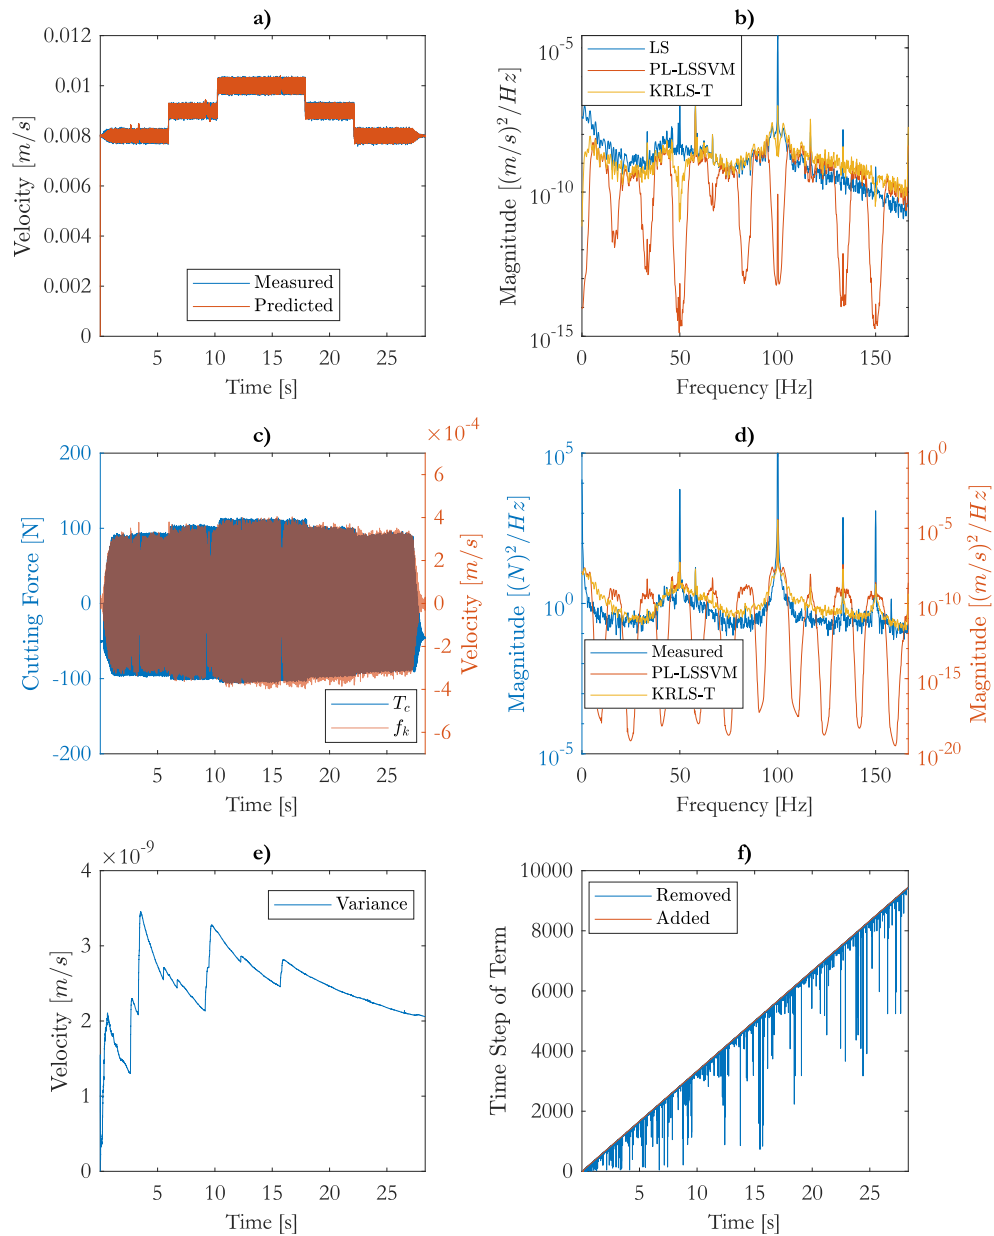 a)
0.012
0.01
0.008
0.006
0.004
0.002
0
Velocity [m/s]
Measured
Predicted
5 10 15 20 25
Time [s]
b)
10^-5
10^-10
10^-15
Magnitude [(m/s)^2/Hz]
LS
PL-LSSVM
KRLS-T
0 50 100 150
Frequency [Hz]
c)
×10^-4
200
100
0
-100
-200
Cutting Force [N]
6
4
2
0
-2
-4
-6
Velocity [m/s]
T_c
f_k
5 10 15 20 25
Time [s]
d)
10^5
10^0
10^-5
Magnitude [(N)^2/Hz]
10^0
10^-5
10^-10
10^-15
10^-20
Magnitude [(m/s)^2/Hz]
Measured
PL-LSSVM
KRLS-T
0 50 100 150
Frequency [Hz]
e)
×10^-9
4
3
2
1
0
Velocity [m/s]
Variance
5 10 15 20 25
Time [s]
f)
10000
8000
6000
4000
2000
0
Time Step of Term
Removed
Added
5 10 15 20 25
Time [s]